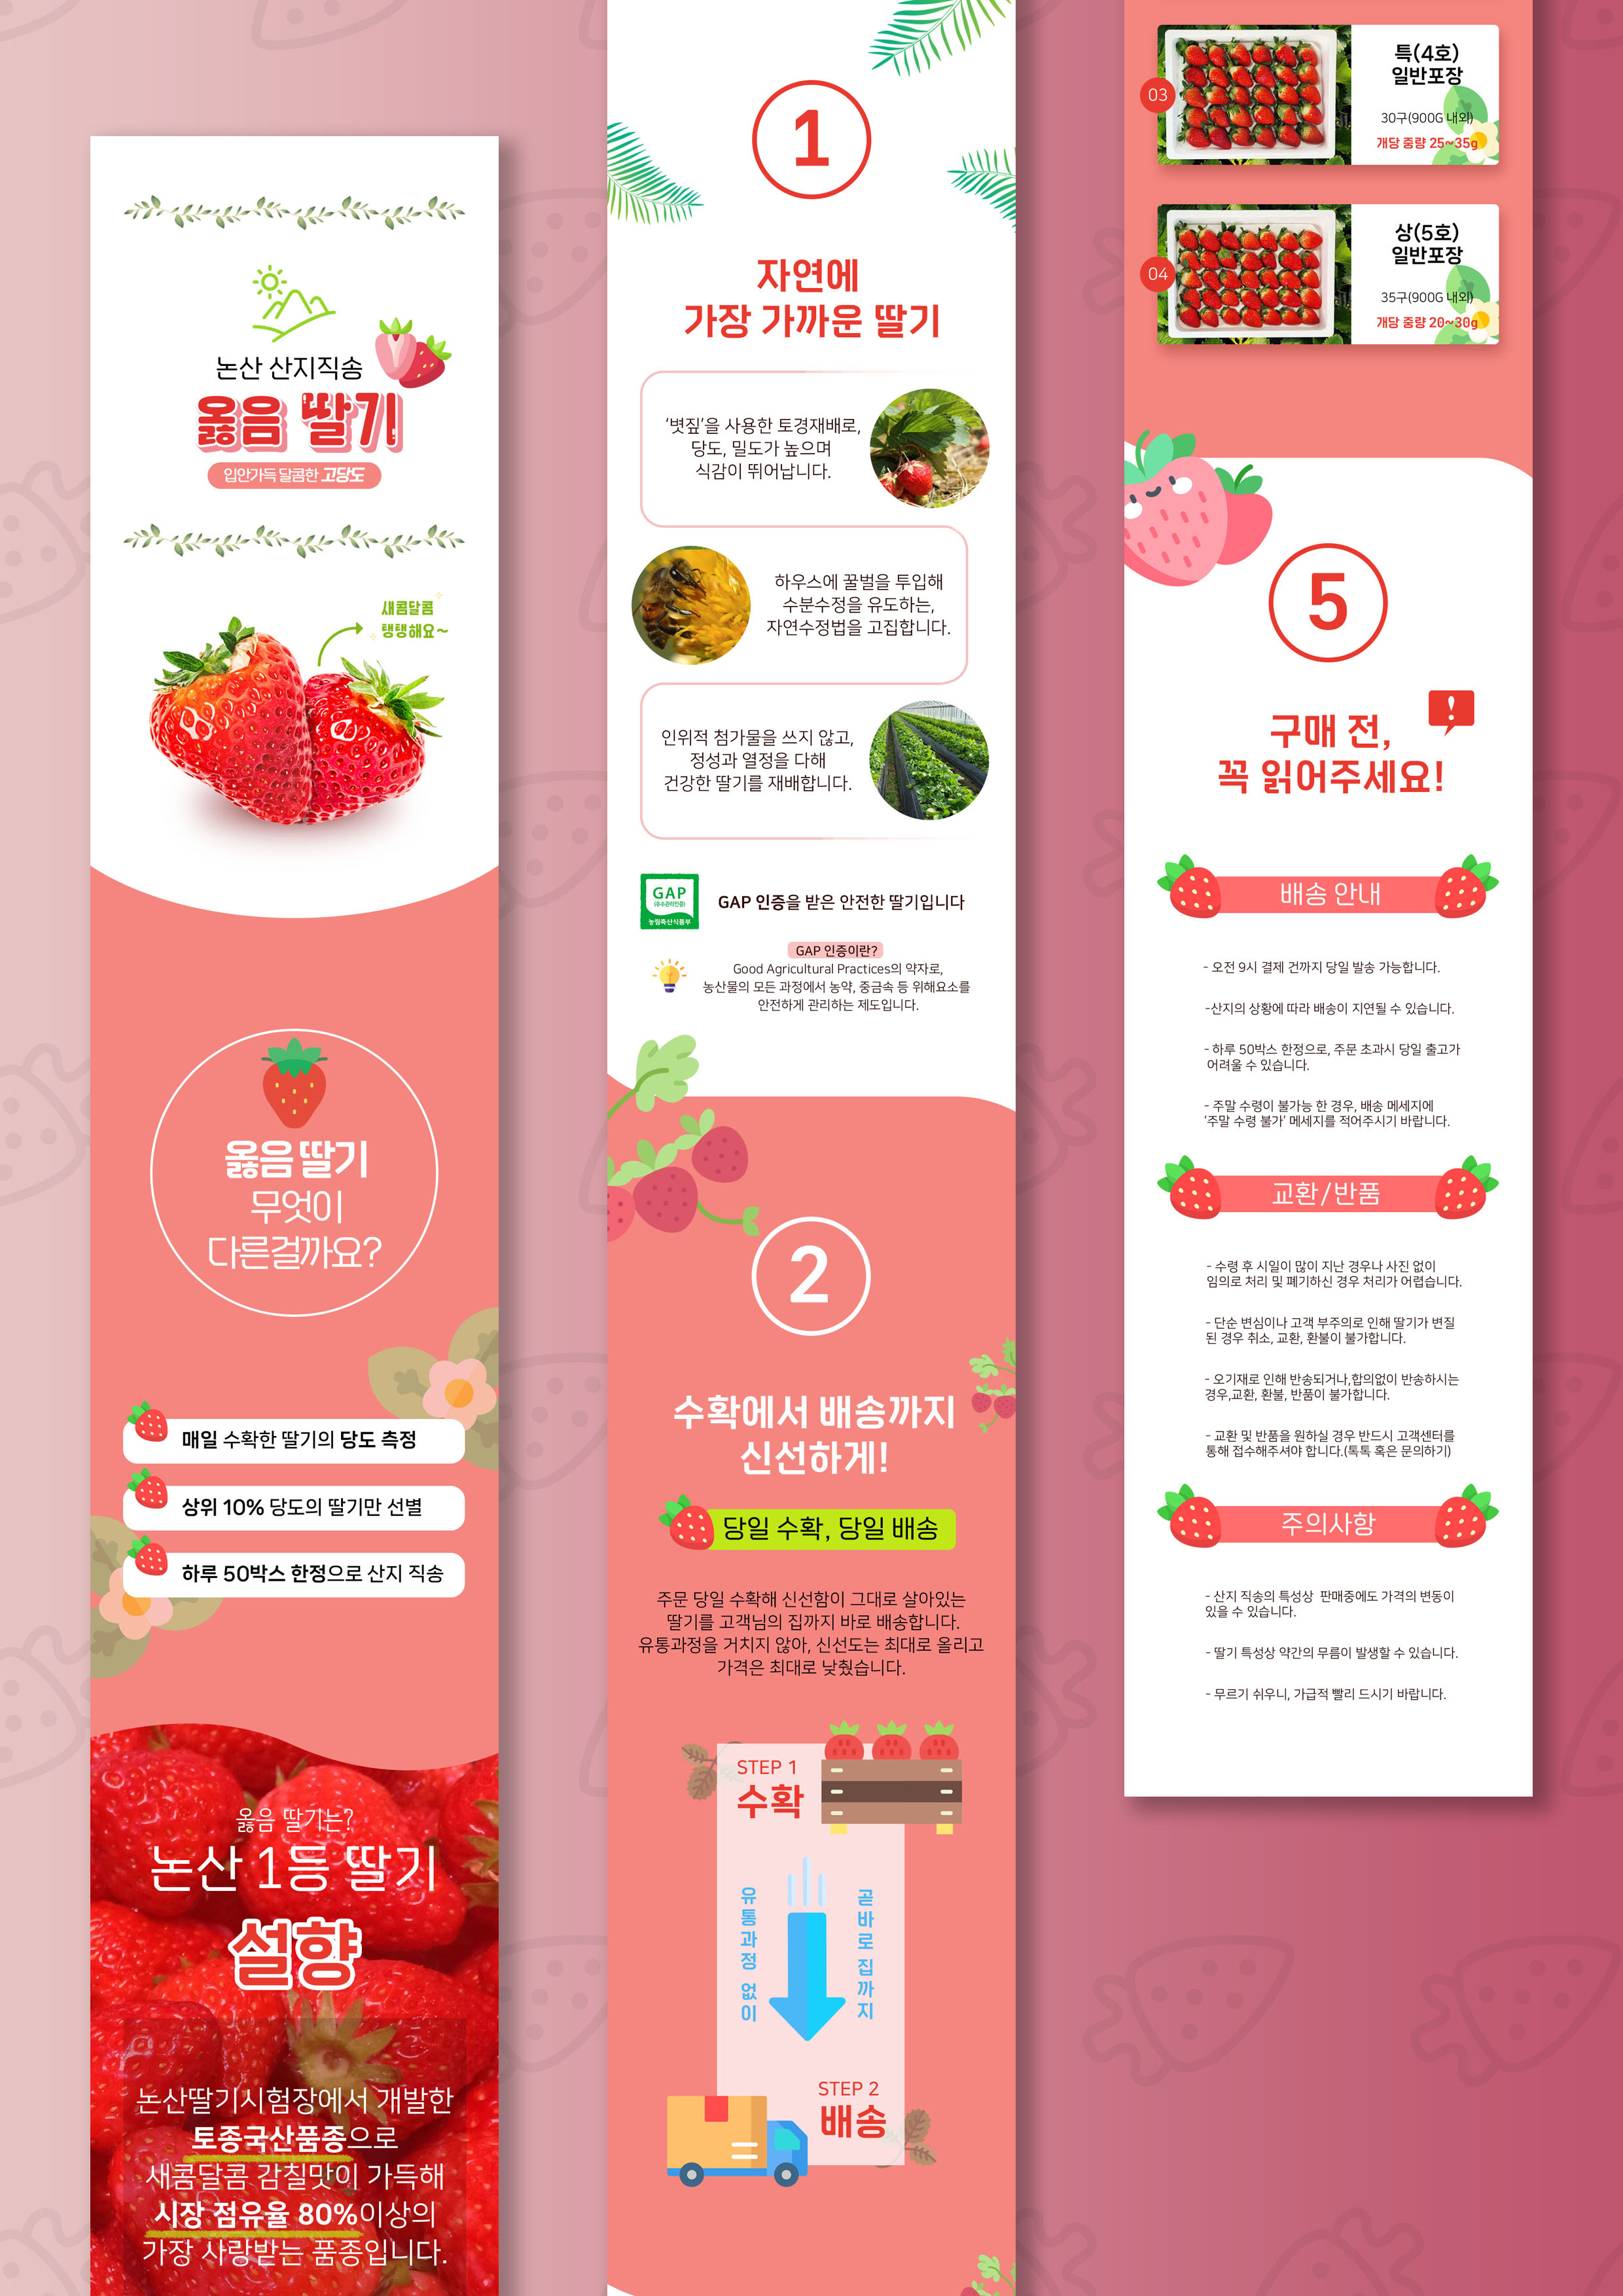 논산 산지직송
옳음 딸기
입안가득 달콤한 고당도
새콤달콤
탱탱해요~
옳음 딸기
무엇이
다른걸까요?
매일 수확한 딸기의 당도 측정
상위 10% 당도의 딸기만 선별
하루 50박스 한정으로 산지 직송
옳음 딸기는?
논산 1등 딸기
설향
논산딸기시험장에서 개발한
토종국산품종으로
새콤달콤 감칠맛이 가득해
시장 점유율 80%이상의
가장 사랑받는 품종입니다.
1
자연에
가장 가까운 딸기
'볏짚'을 사용한 토경재배로,
당도, 밀도가 높으며
식감이 뛰어납니다.
하우스에 꿀벌을 투입해
수분수정을 유도하는,
자연수정법을 고집합니다.
인위적 첨가물을 쓰지 않고,
정성과 열정을 다해
건강한 딸기를 재배합니다.
GAP
(우수관리인증)
농림축산식품부
GAP 인증을 받은 안전한 딸기입니다
GAP 인증이란?
Good Agricultural Practices의 약자로,
농산물의 모든 과정에서 농약, 중금속 등 위해요소를
안전하게 관리하는 제도입니다.
2
수확에서 배송까지
신선하게!
당일 수확, 당일 배송
주문 당일 수확해 신선함이 그대로 살아있는
딸기를 고객님의 집까지 바로 배송합니다.
유통과정을 거치지 않아, 신선도는 최대로 올리고
가격은 최대로 낮췄습니다.
STEP 1
수확
유통과정 없이
곧바로 집까지
STEP 2
배송
03
특(4호)
일반포장
30구(900G 내외)
개당 중량 25~35g
04
상(5호)
일반포장
35구(900G 내외)
개당 중량 20~30g
5
구매 전,
꼭 읽어주세요!
배송 안내
- 오전 9시 결제 건까지 당일 발송 가능합니다.
-산지의 상황에 따라 배송이 지연될 수 있습니다.
- 하루 50박스 한정으로, 주문 초과시 당일 출고가
어려울 수 있습니다.
- 주말 수령이 불가능 한 경우, 배송 메세지에
'주말 수령 불가' 메세지를 적어주시기 바랍니다.
교환/반품
- 수령 후 시일이 많이 지난 경우나 사진 없이
임의로 처리 및 폐기하신 경우 처리가 어렵습니다.
- 단순 변심이나 고객 부주의로 인해 딸기가 변질
된 경우 취소, 교환, 환불이 불가합니다.
- 오기재로 인해 반송되거나,합의없이 반송하시는
경우,교환, 환불, 반품이 불가합니다.
- 교환 및 반품을 원하실 경우 반드시 고객센터를
통해 접수해주셔야 합니다.(톡톡 혹은 문의하기)
주의사항
- 산지 직송의 특성상 판매중에도 가격의 변동이
있을 수 있습니다.
- 딸기 특성상 약간의 무름이 발생할 수 있습니다.
- 무르기 쉬우니, 가급적 빨리 드시기 바랍니다.